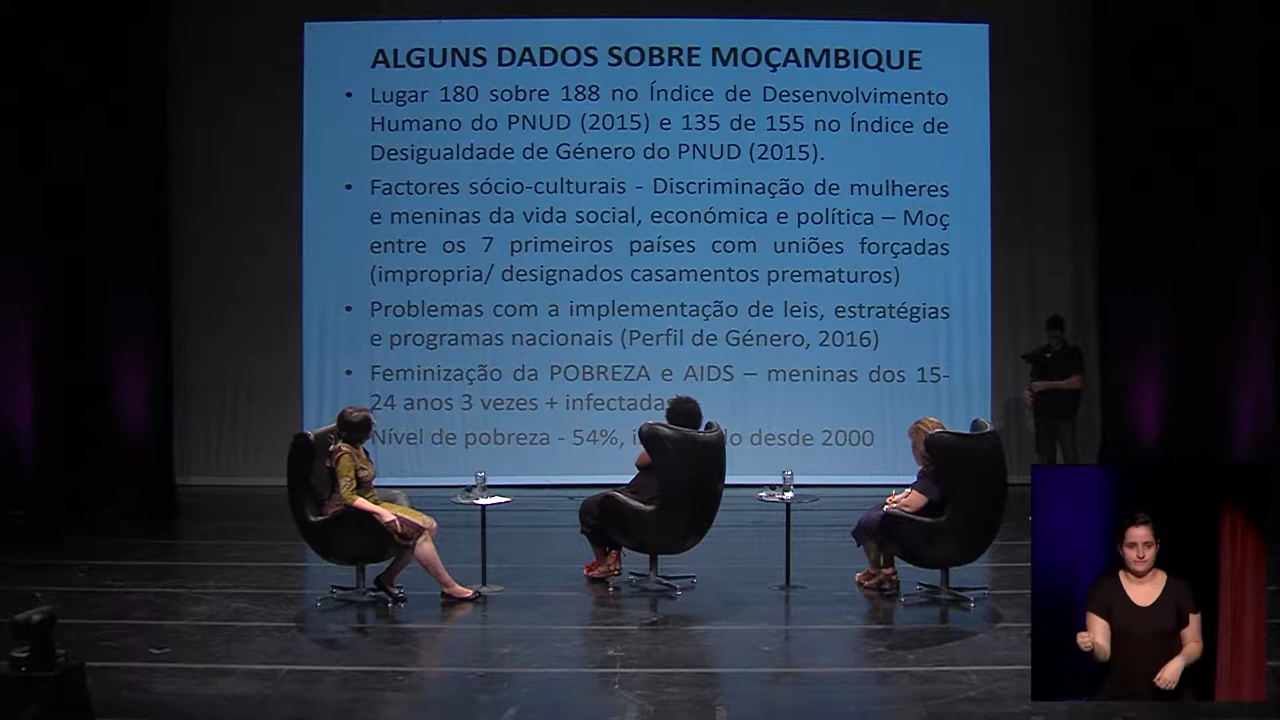 ALGUNS DADOS SOBRE MOÇAMBIQUE
• Lugar 180 sobre 188 no Índice de Desenvolvimento
Humano do PNUD (2015) e 135 de 155 no Índice de
Desigualdade de Género do PNUD (2015).
• Factores sócio-culturais - Discriminação de mulheres
e meninas da vida social, económica e política – Moç
entre os 7 primeiros países com uniões forçadas
(impropria/ designados casamentos prematuros)
• Problemas com a implementação de leis, estratégias
e programas nacionais (Perfil de Género, 2016)
• Feminização da POBREZA e AIDS – meninas dos 15-
24 anos 3 vezes + infectadas
Nível de pobreza - 54%, desde 2000